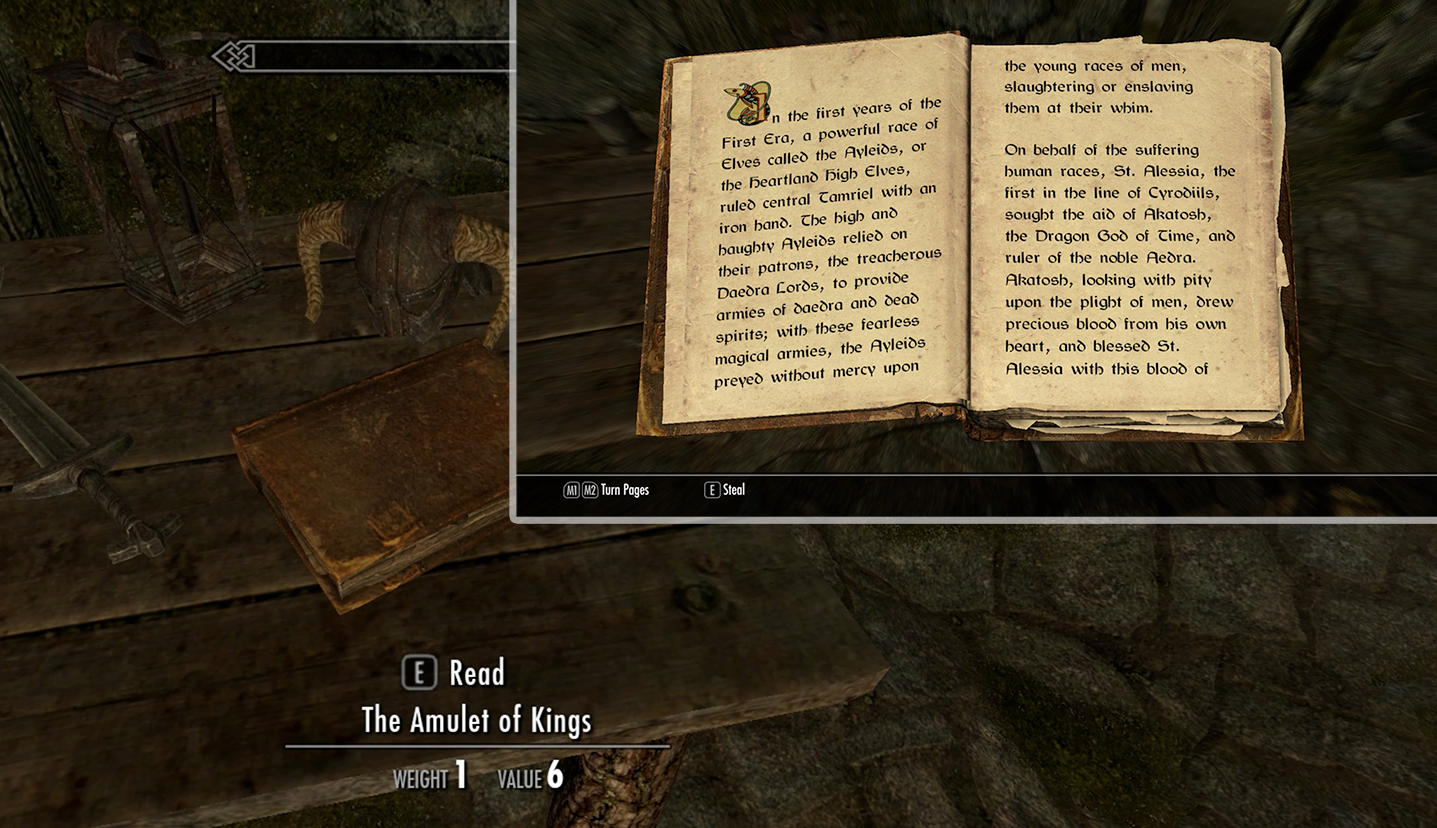 In the first years of the
First Era, a powerful race of
Elves called the Ayleids, or
the Heartland High Elves,
ruled central Tamriel with an
iron hand. The high and
haughty Ayleids relied on
their patrons, the treacherous
Daedra Lords, to provide
armies of daedra and dead
spirits; with these fearless
magical armies, the Ayleids
preyed without mercy upon
the young races of men,
slaughtering or enslaving
them at their whim.
On behalf of the suffering
human races, St. Alessia, the
first in the line of Cyrodiils,
sought the aid of Akatosh,
the Dragon God of Time, and
ruler of the noble Aedra.
Akatosh, looking with pity
upon the plight of men, drew
precious blood from his own
heart, and blessed St.
Alessia with this blood of
M1 M2 Turn Pages E Steal
E Read
The Amulet of Kings
WEIGHT 1 VALUE 6